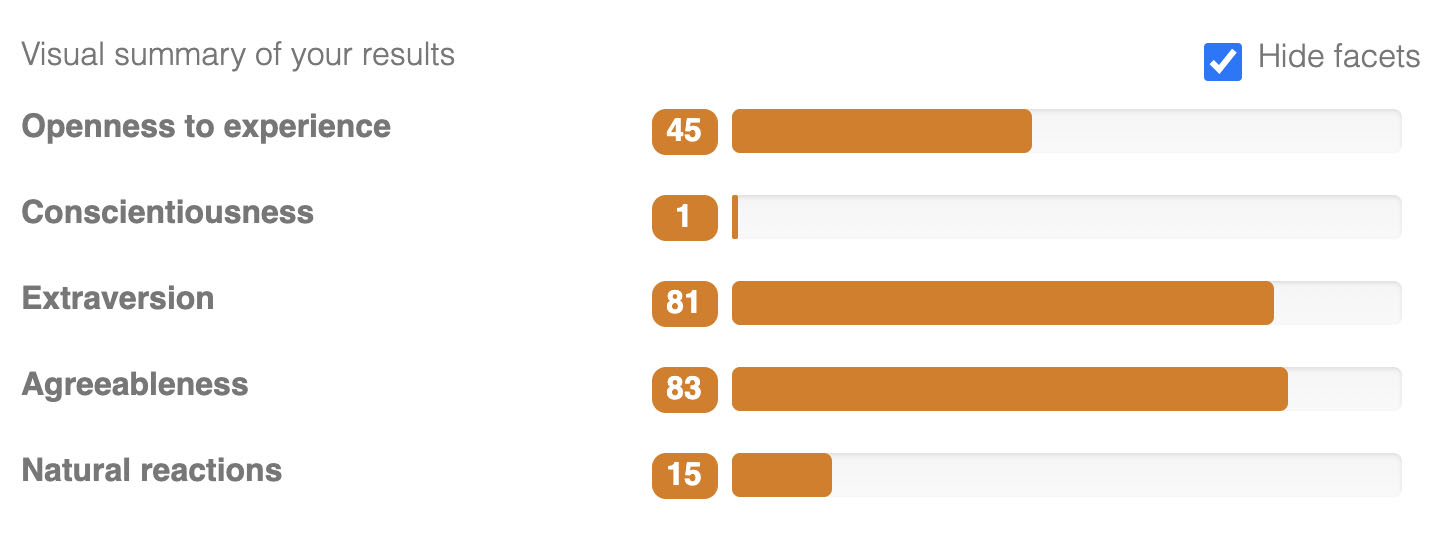 Visual summary of your results
Hide facets
Openness to experience 45
Conscientiousness 1
Extraversion 81
Agreeableness 83
Natural reactions 15